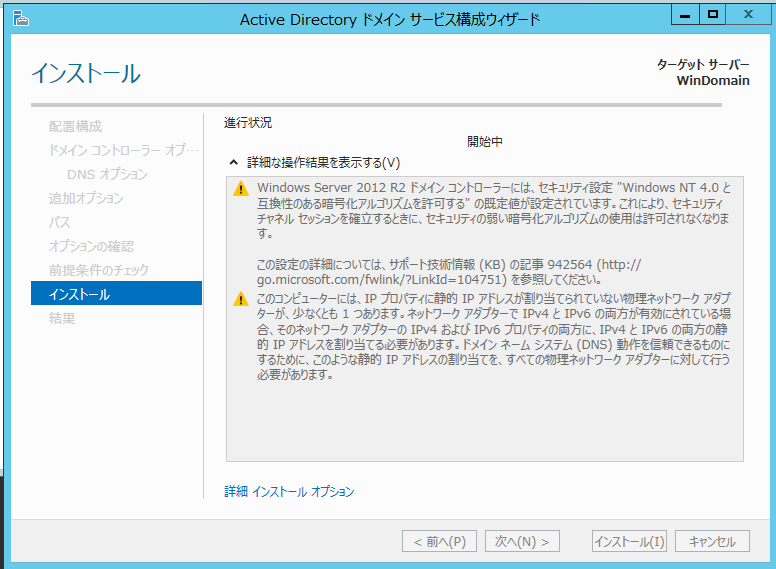 Active Directory ドメイン サービス構成ウィザード
インストール
ターゲット サーバー
WinDomain
配置構成
ドメイン コントローラー オプ…
DNS オプション
追加オプション
パス
オプションの確認
前提条件のチェック
インストール
結果
進行状況
開始中
詳細な操作結果を表示する(V)
Windows Server 2012 R2 ドメイン コントローラーには、セキュリティ設定 "Windows NT 4.0 と
互換性のある暗号化アルゴリズムを許可する" の既定値が設定されています。これにより、セキュリティ
チャネル セッションを確立するときに、セキュリティの弱い暗号化アルゴリズムの使用は許可されなくなりま
す。
この設定の詳細については、サポート技術情報 (KB) の記事 942564 (http://
go.microsoft.com/fwlink/?LinkId=104751) を参照してください。
このコンピューターには、IP プロパティに静的 IP アドレスが割り当てられていない物理ネットワーク アダプ
ターが、少なくとも 1 つあります。ネットワーク アダプターで IPv4 と IPv6 の両方が有効にされている場
合、そのネットワーク アダプターの IPv4 および IPv6 プロパティの両方に、IPv4 と IPv6 の両方の静
的 IP アドレスを割り当てる必要があります。ドメイン ネーム システム (DNS) 動作を信頼できるものに
するために、このような静的 IP アドレスの割り当てを、すべての物理ネットワーク アダプターに対して行う
必要があります。
詳細 インストール オプション
< 前へ(P)
次へ(N) >
インストール(I)
キャンセル